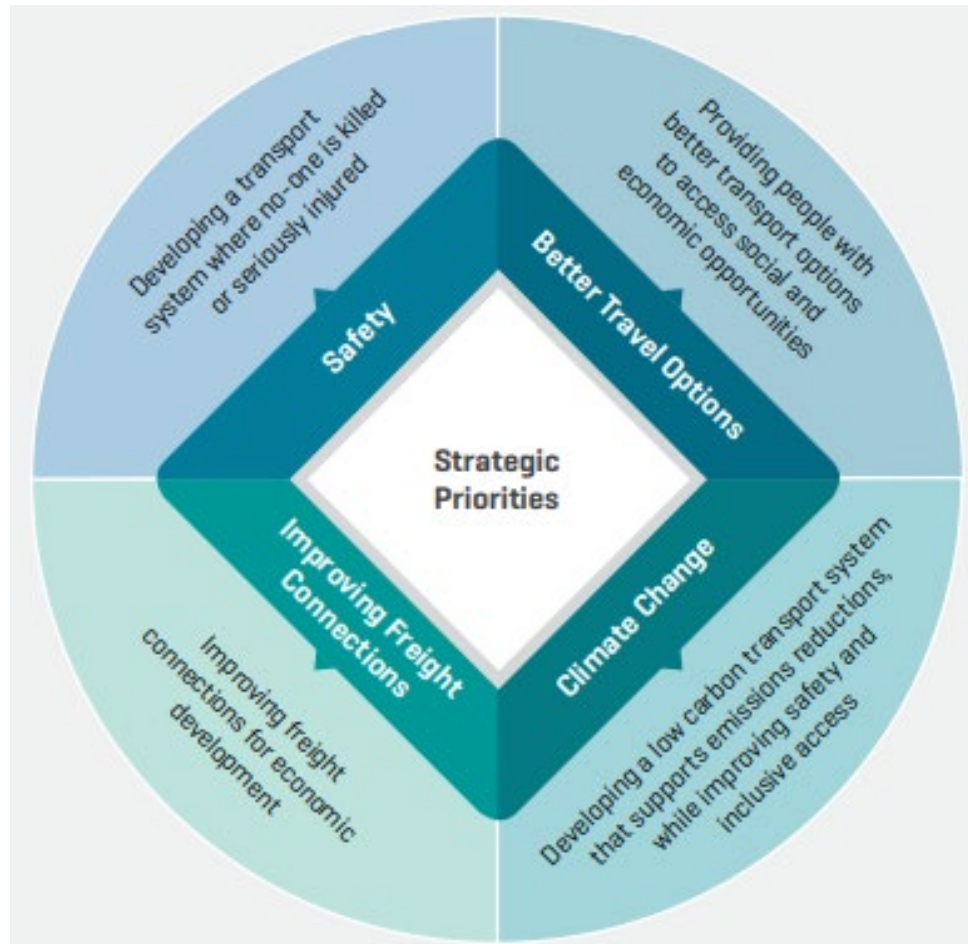 Developing a transport
system where no-one is killed
or seriously injured
Safety
Providing people with
better transport options
to access social and
economic opportunities
Better Travel Options
Strategic
Priorities
Improving Freight
Connections
Improving freight
connections for economic
development
Climate Change
Developing a low carbon transport system
that supports emissions reductions,
while improving safety and
inclusive access